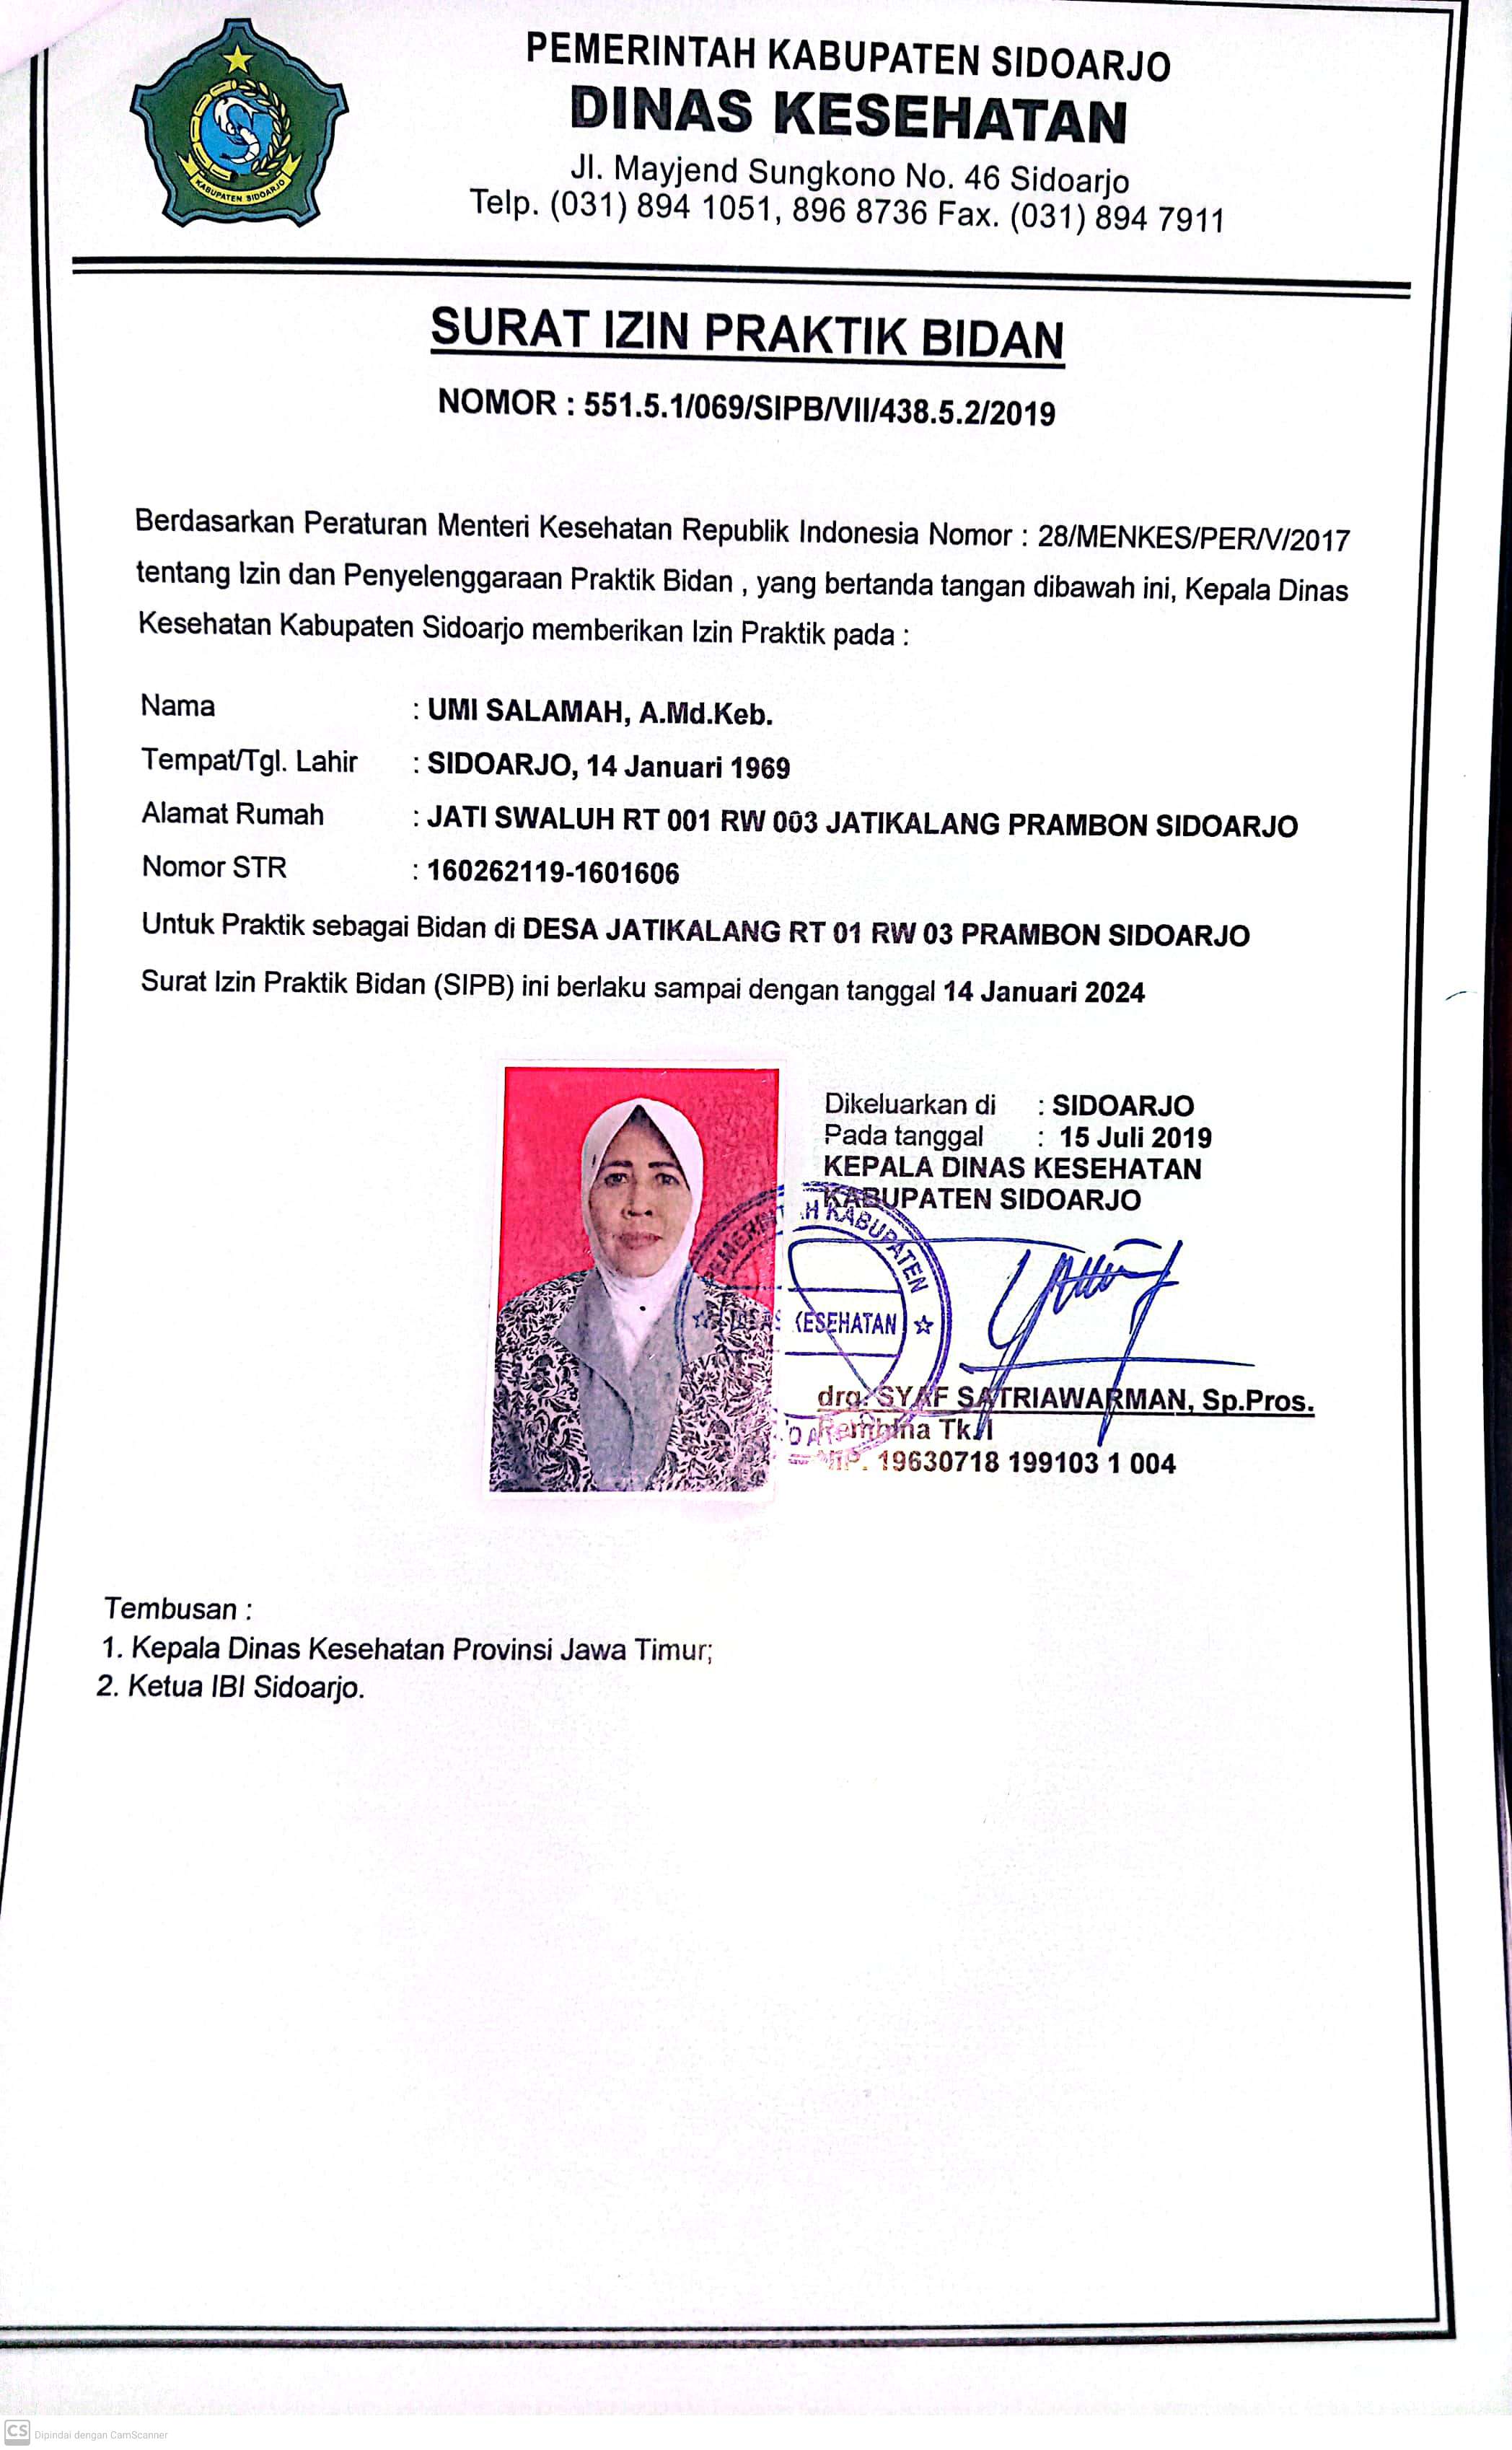 PEMERINTAH KABUPATEN SIDOARJO
DINAS KESEHATAN
Jl. Mayjend Sungkono No. 46 Sidoarjo
Telp. (031) 894 1051, 896 8736 Fax. (031) 894 7911
KABUPATEN SIDOARJO
SURAT IZIN PRAKTIK BIDAN
NOMOR : 551.5.1/069/SIPB/VII/438.5.2/2019
Berdasarkan Peraturan Menteri Kesehatan Republik Indonesia Nomor : 28/MENKES/PER/V/2017
tentang Izin dan Penyelenggaraan Praktik Bidan , yang bertanda tangan dibawah ini, Kepala Dinas
Kesehatan Kabupaten Sidoarjo memberikan Izin Praktik pada :
Nama : UMI SALAMAH, A.Md.Keb.
Tempat/Tgl. Lahir : SIDOARJO, 14 Januari 1969
Alamat Rumah : JATI SWALUH RT 001 RW 003 JATIKALANG PRAMBON SIDOARJO
Nomor STR : 160262119-1601606
Untuk Praktik sebagai Bidan di DESA JATIKALANG RT 01 RW 03 PRAMBON SIDOARJO
Surat Izin Praktik Bidan (SIPB) ini berlaku sampai dengan tanggal 14 Januari 2024
Dikeluarkan di : SIDOARJO
Pada tanggal : 15 Juli 2019
KEPALA DINAS KESEHATAN
KABUPATEN SIDOARJO
KABUPATEN
KESEHATAN
drg. SYAF SATRIAWARMAN, Sp.Pros.
Pembina Tk.I
NIP. 19630718 199103 1 004
Tembusan :
1. Kepala Dinas Kesehatan Provinsi Jawa Timur;
2. Ketua IBI Sidoarjo.
CS Dipindai dengan CamScanner